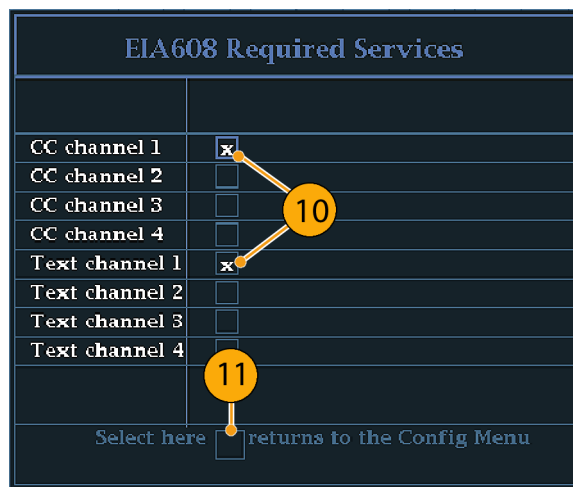 EIA608 Required Services
CC channel 1 x
CC channel 2
CC channel 3
CC channel 4
10
Text channel 1 x
Text channel 2
Text channel 3
Text channel 4
11
Select here returns to the Config Menu